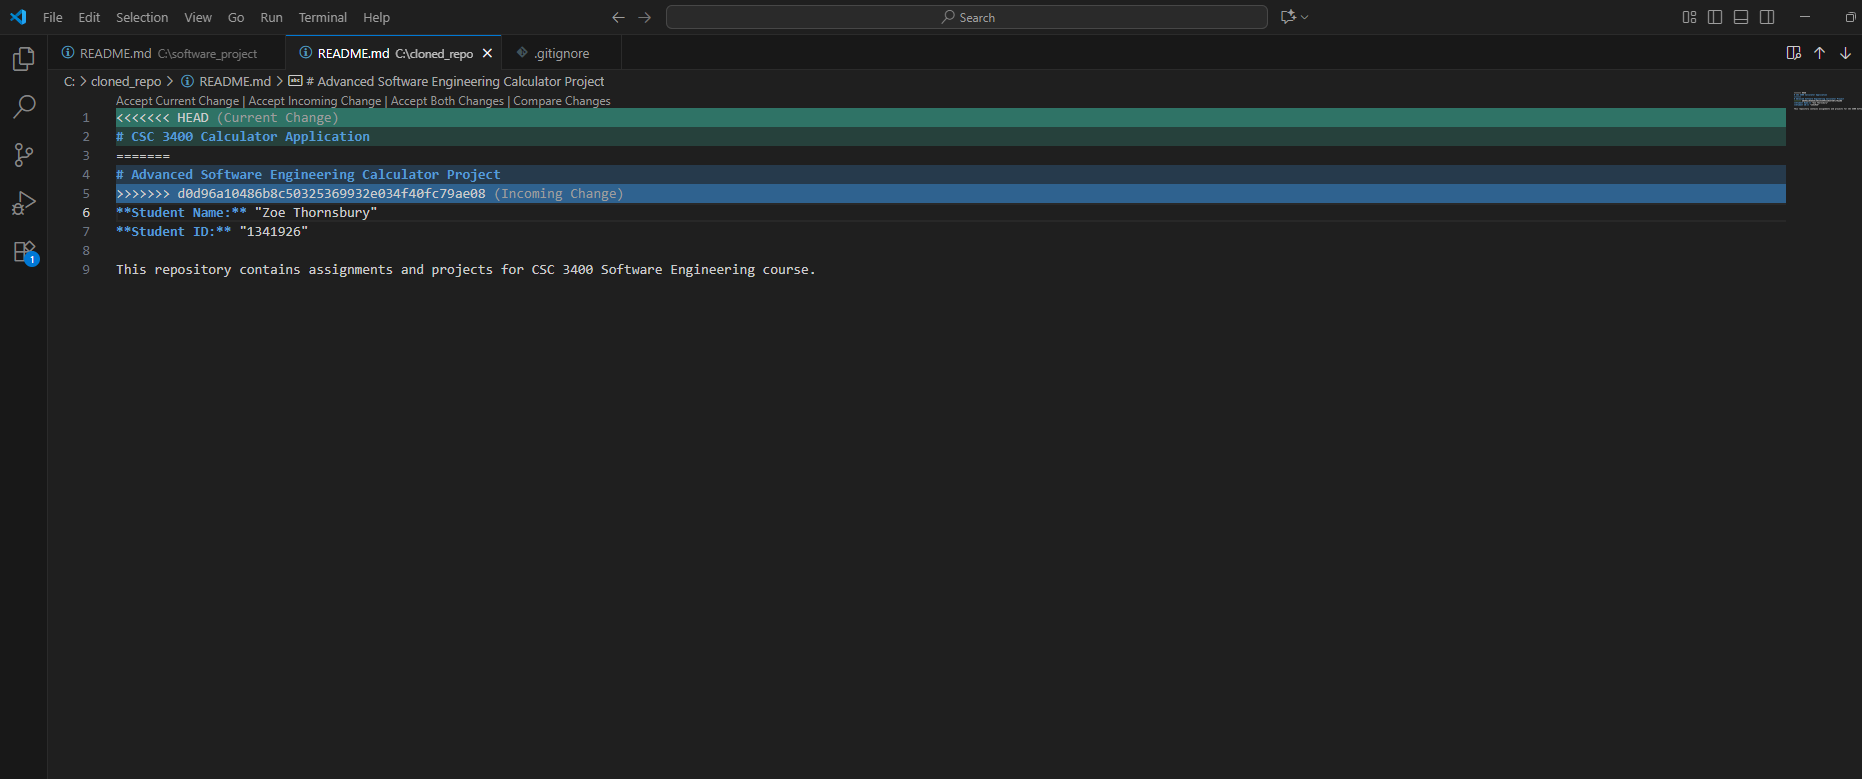 File Edit Selection View Go Run Terminal Help
Search
README.md C:\software_project
README.md C:\cloned_repo
.gitignore
C: > cloned_repo > README.md > # Advanced Software Engineering Calculator Project
Accept Current Change | Accept Incoming Change | Accept Both Changes | Compare Changes
1 <<<<<<< HEAD (Current Change)
2 # CSC 3400 Calculator Application
3 =======
4 # Advanced Software Engineering Calculator Project
5 >>>>>>> d0d96a10486b8c50325369932e034f40fc79ae08 (Incoming Change)
6 **Student Name:** "Zoe Thornsbury"
7 **Student ID:** "1341926"
8
9 This repository contains assignments and projects for CSC 3400 Software Engineering course.
1